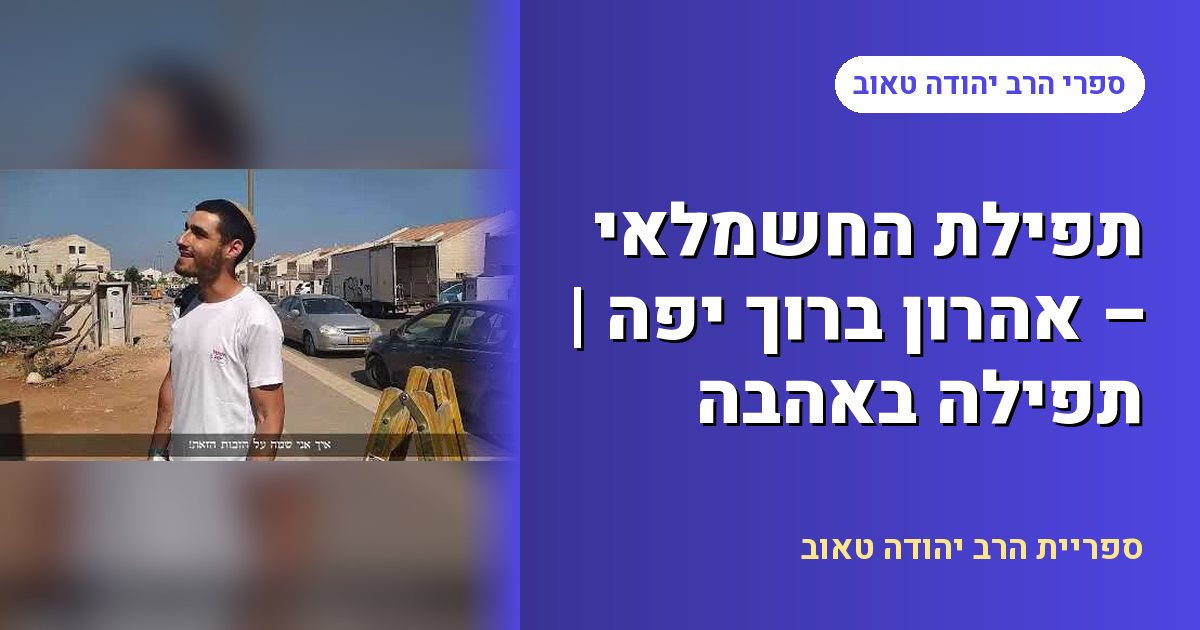 ספרי הרב יהודה טאוב
תפילת החשמלאי
– אהרון ברוך יפה |
תפילה באהבה
ספריית הרב יהודה טאוב
איך אני שמח על הזכות הזאת!